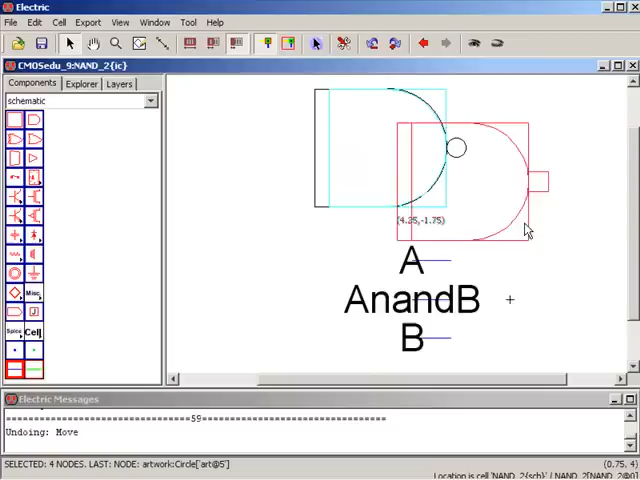 Electric
File Edit Cell Export View Window Tool Help
CMOSedu_9:NAND_2{ic}
Components Explorer Layers
schematic
Misc.
Spice Cell
(4.25,-1.75)
A
AnandB
B
Electric Messages
=================================59=================================
Undoing: Move
SELECTED: 4 NODES. LAST: NODE: artwork:Circle['art@5']
(0.75, 4)
Location is cell 'NAND_2{sch}' / NAND_2[NAND_2@0]